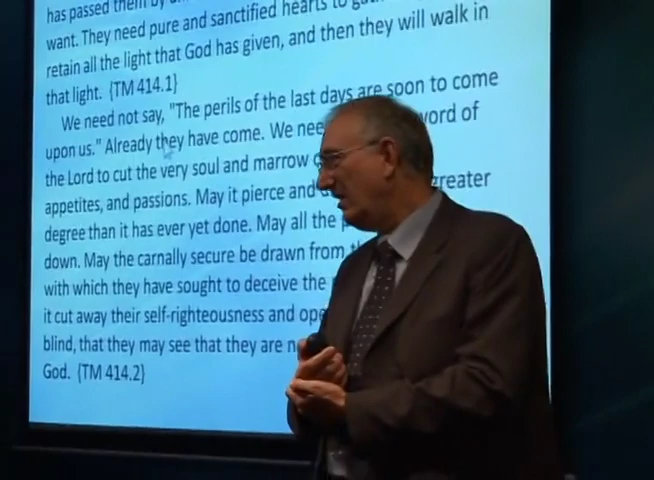 has passed them by
want. They need pure and sanctified hearts to
retain all the light that God has given, and then they will walk in
that light. {TM 414.1}
We need not say, "The perils of the last days are soon to come
upon us." Already they have come. We need word of
the Lord to cut the very soul and marrow
appetites, and passions. May it pierce and greater
degree than it has ever yet done. May all the
down. May the carnally secure be drawn from
with which they have sought to deceive the
it cut away their self-righteousness and
blind, that they may see that they are
God. {TM 414.2}